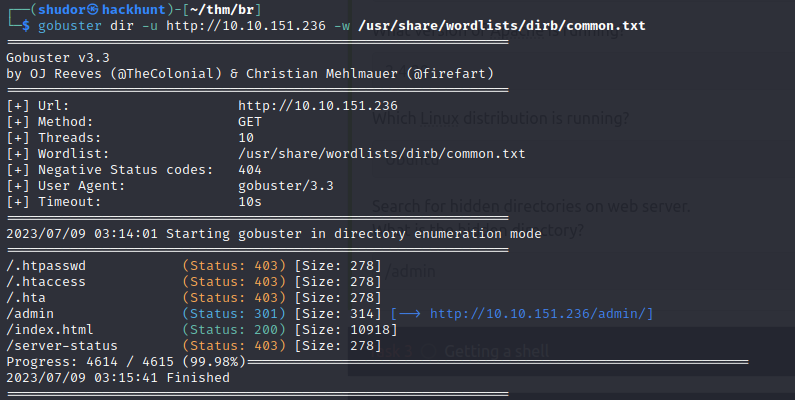 ┌──(shudor㉿hackhunt)-[~/thm/br]
└─$ gobuster dir -u http://10.10.151.236 -w /usr/share/wordlists/dirb/common.txt
===============================================================
Gobuster v3.3
by OJ Reeves (@TheColonial) & Christian Mehlmauer (@firefart)
===============================================================
[+] Url: http://10.10.151.236
[+] Method: GET
[+] Threads: 10
[+] Wordlist: /usr/share/wordlists/dirb/common.txt
[+] Negative Status codes: 404
[+] User Agent: gobuster/3.3
[+] Timeout: 10s
===============================================================
2023/07/09 03:14:01 Starting gobuster in directory enumeration mode
===============================================================
/.htpasswd (Status: 403) [Size: 278]
/.htaccess (Status: 403) [Size: 278]
/.hta (Status: 403) [Size: 278]
/admin (Status: 301) [Size: 314] [--> http://10.10.151.236/admin/]
/index.html (Status: 200) [Size: 10918]
/server-status (Status: 403) [Size: 278]
Progress: 4614 / 4615 (99.98%)===============================================================
2023/07/09 03:15:41 Finished
===============================================================
Which Linux distribution is running?
Search for hidden directories on web server.
/admin
Getting a shell